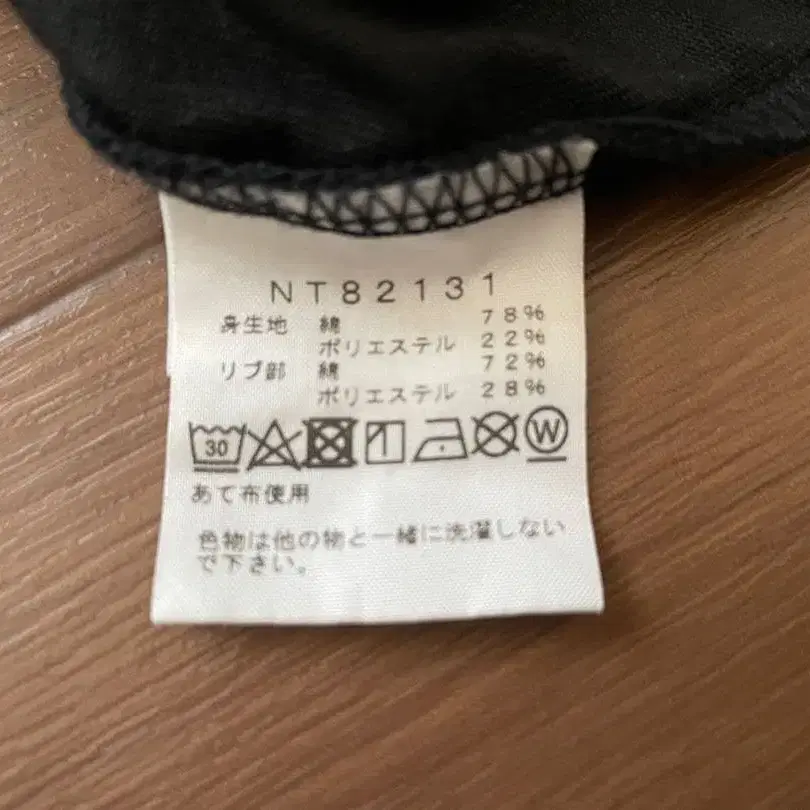 NT82131
身生地 綿 78%
ポリエステル 22%
リブ部 綿 72%
ポリエステル 28%
30 W
あて布使用
色物は他の物と一緒に洗濯しない
で下さい。